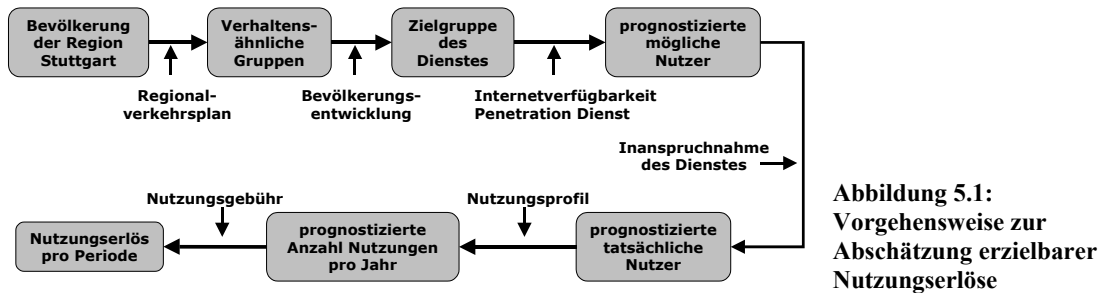 Bevölkerung
der Region
Stuttgart
Verhaltens-
ähnliche
Gruppen
Zielgruppe
des
Dienstes
prognostizierte
mögliche
Nutzer
Regional-
verkehrsplan
Bevölkerungs-
entwicklung
Internetverfügbarkeit
Penetration Dienst
Inanspruchnahme
des Dienstes
Nutzungsgebühr
Nutzungsprofil
Nutzungserlös
pro Periode
prognostizierte
Anzahl Nutzungen
pro Jahr
prognostizierte
tatsächliche
Nutzer
Abbildung 5.1:
Vorgehensweise zur
Abschätzung erzielbarer
Nutzungserlöse